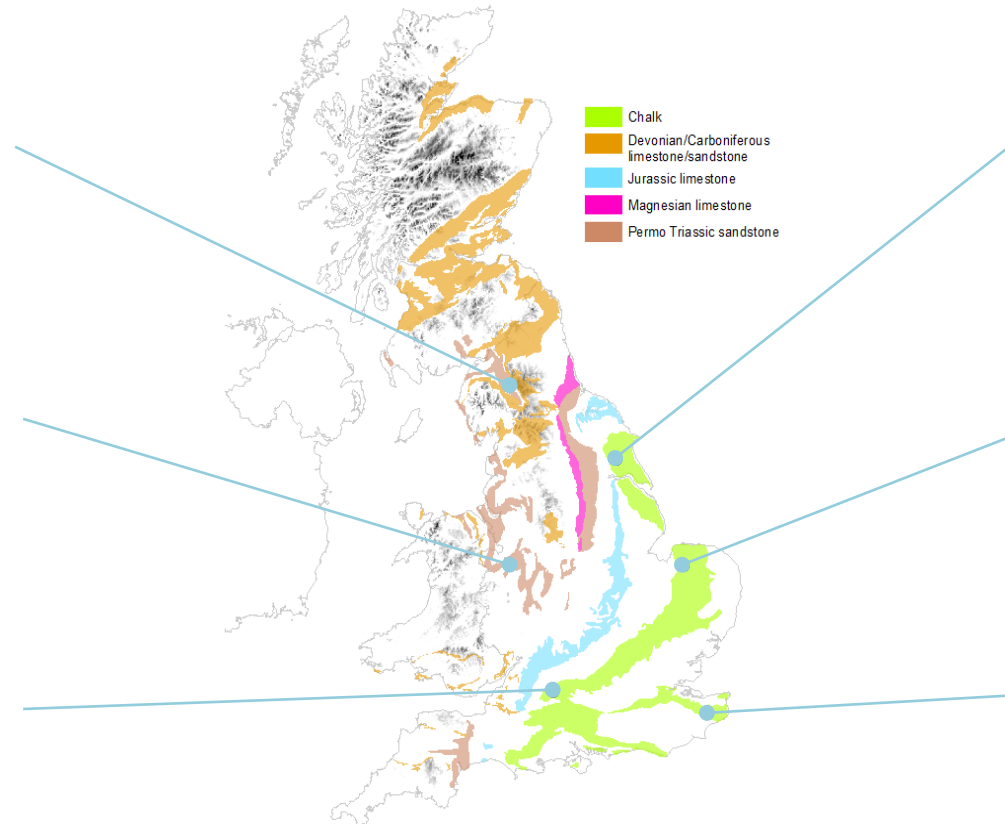 Chalk
Devonian/Carboniferous
limestone/sandstone
Jurassic limestone
Magnesian limestone
Permo Triassic sandstone